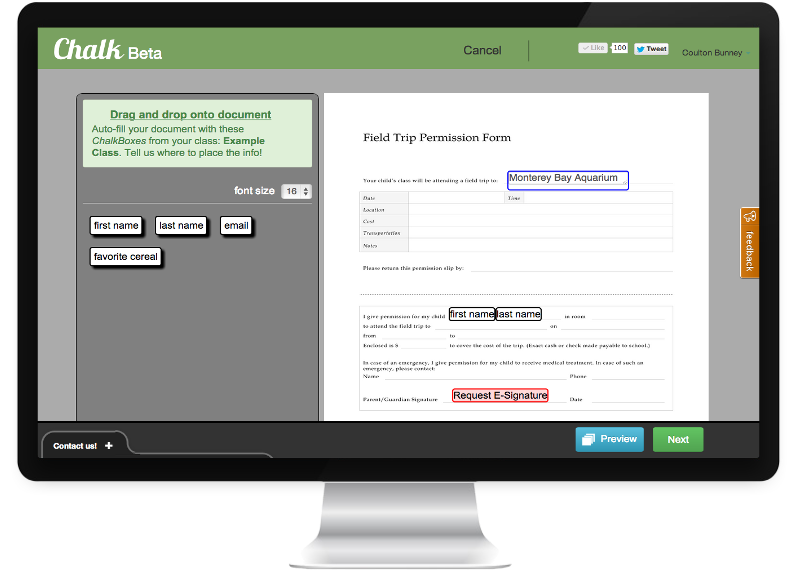 Chalk Beta
Cancel
Like 100 Tweet
Coulton Bunney
Drag and drop onto document
Auto-fill your document with these
ChalkBoxes from your class: Example
Class. Tell us where to place the info!
font size 16
first name last name email
favorite cereal
Field Trip Permission Form
Your child's class will be attending a field trip to: Monterey Bay Aquarium
Date Time
Location
Cost
Transportation
Notes
Please return this permission slip by:
I give permission for my child first name last name in room
to attend the field trip to on
from to
Enclosed is $ to cover the cost of the trip. (Exact cash or check made payable to school.)
In case of an emergency, I give permission for my child to receive medical treatment. In case of such an
emergency, please contact:
Name Phone
Parent/Guardian Signature Request E-Signature Date
feedback
Contact us! +
Preview
Next